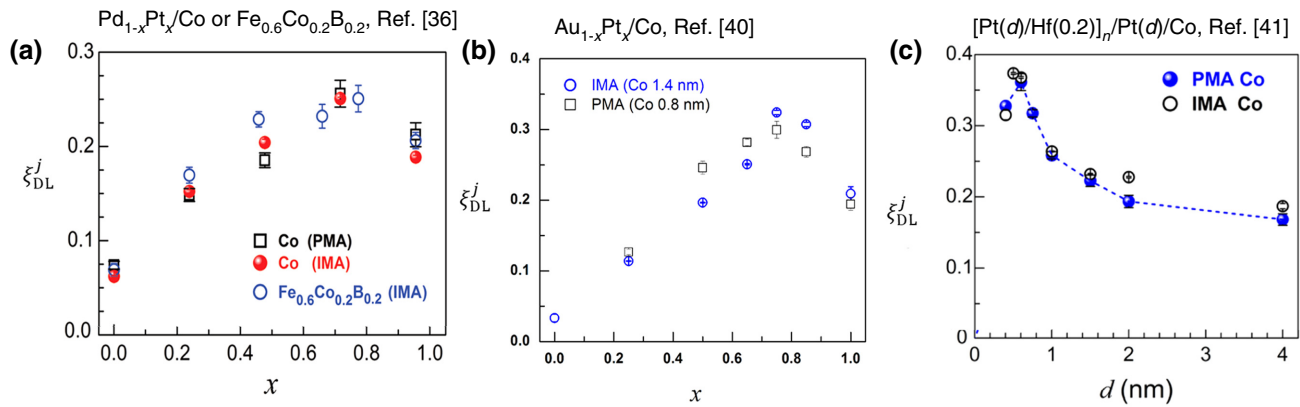 Pd1-xPtx/Co or Fe0.6Co0.2B0.2, Ref. [36]
(a)
0.3
0.2
0.1
0.0
ξ^j_DL
Co (PMA)
Co (IMA)
Fe0.6Co0.2B0.2 (IMA)
0.0 0.2 0.4 0.6 0.8 1.0
x
Au1-xPtx/Co, Ref. [40]
(b)
0.4
0.3
0.2
0.1
0.0
ξ^j_DL
IMA (Co 1.4 nm)
PMA (Co 0.8 nm)
0.0 0.2 0.4 0.6 0.8 1.0
x
[Pt(d)/Hf(0.2)]n/Pt(d)/Co, Ref. [41]
(c)
0.4
0.3
0.2
0.1
0
ξ^j_DL
PMA Co
IMA Co
0 1 2 3 4
d (nm)